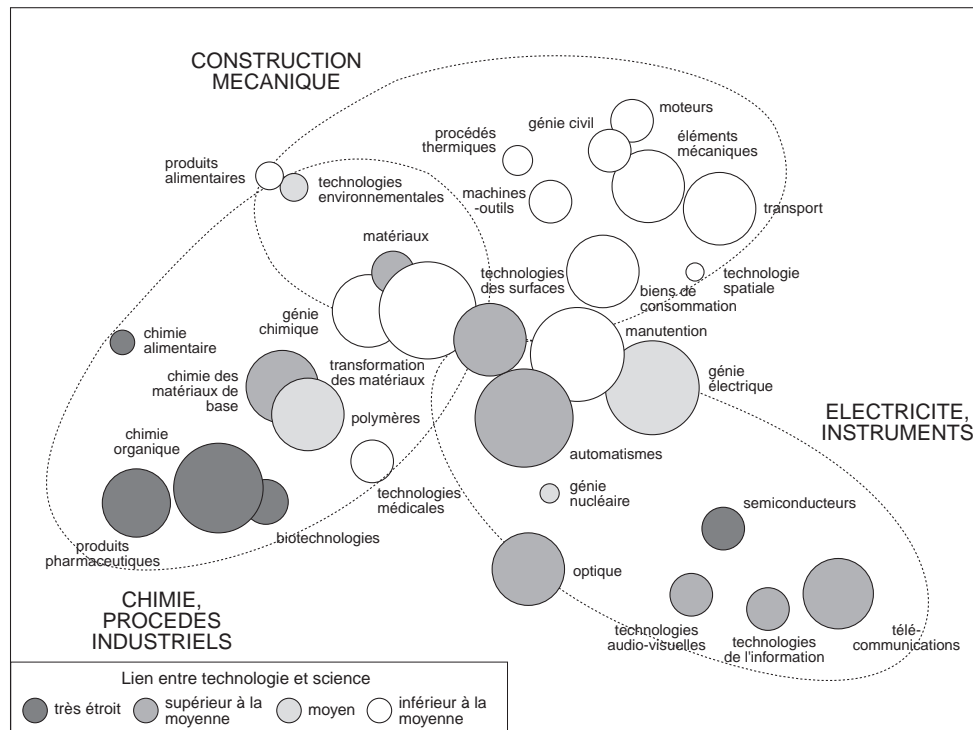 CONSTRUCTION
MECANIQUE
moteurs
génie civil
procédés
thermiques
éléments
mécaniques
produits
alimentaires
technologies
environnementales
machines
-outils
transport
matériaux
technologies
des surfaces
biens de
consommation
technologie
spatiale
génie
chimique
manutention
chimie
alimentaire
transformation
des matériaux
génie
électrique
chimie des
matériaux de
base
polymères
ELECTRICITE,
INSTRUMENTS
chimie
organique
automatismes
technologies
médicales
génie
nucléaire
semiconducteurs
produits
pharmaceutiques
biotechnologies
optique
CHIMIE,
PROCEDES
INDUSTRIELS
technologies
audio-visuelles
technologies
de l'information
télé-
communications
Lien entre technologie et science
très étroit
supérieur à la
moyenne
moyen
inférieur à la
moyenne